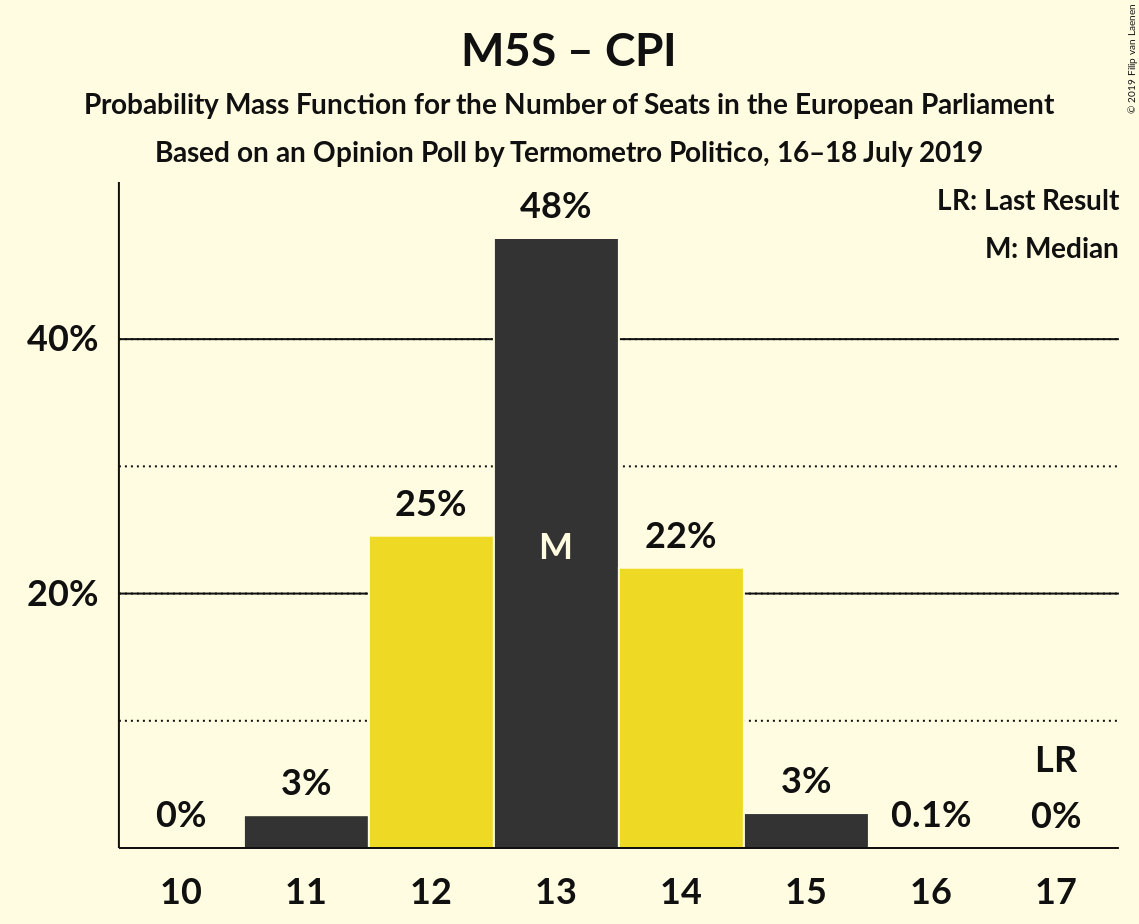 M5S – CPI
Probability Mass Function for the Number of Seats in the European Parliament
Based on an Opinion Poll by Termometro Politico, 16–18 July 2019
© 2019 Filip van Laenen
LR: Last Result
M: Median
40%
20%
0%
3%
25%
48%
M
22%
3%
0.1%
LR
0%
10 11 12 13 14 15 16 17